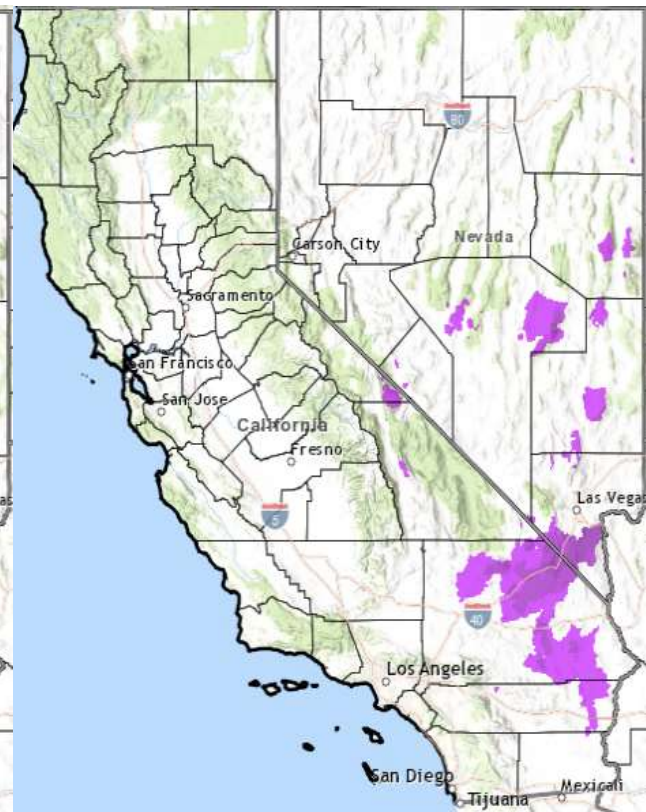 80
Nevada
Carson City
Sacramento
San Francisco
San Jose
California
Fresno
5
Las Vegas
as
40
Los Angeles
San Diego
Mexicali
Tijuana